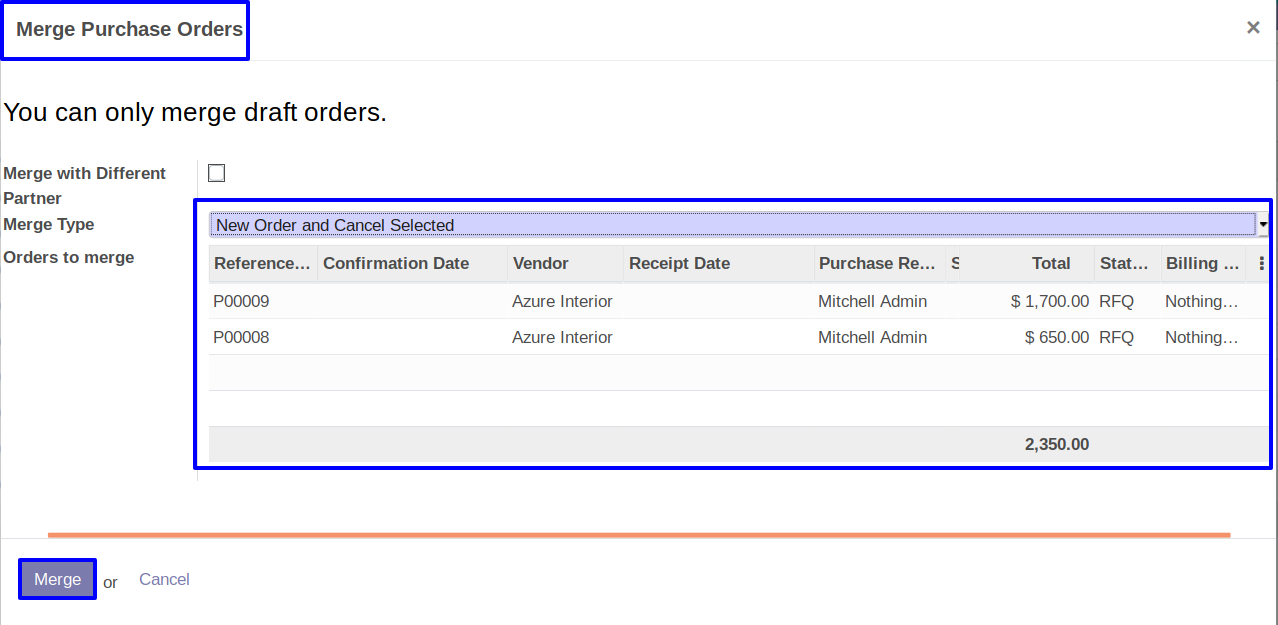 Merge Purchase Orders ×
You can only merge draft orders.
Merge with Different
Partner
Merge Type New Order and Cancel Selected
Orders to merge
Reference… Confirmation Date Vendor Receipt Date Purchase Re… S Total Stat… Billing …
P00009 Azure Interior Mitchell Admin $ 1,700.00 RFQ Nothing…
P00008 Azure Interior Mitchell Admin $ 650.00 RFQ Nothing…
2,350.00
Merge or Cancel